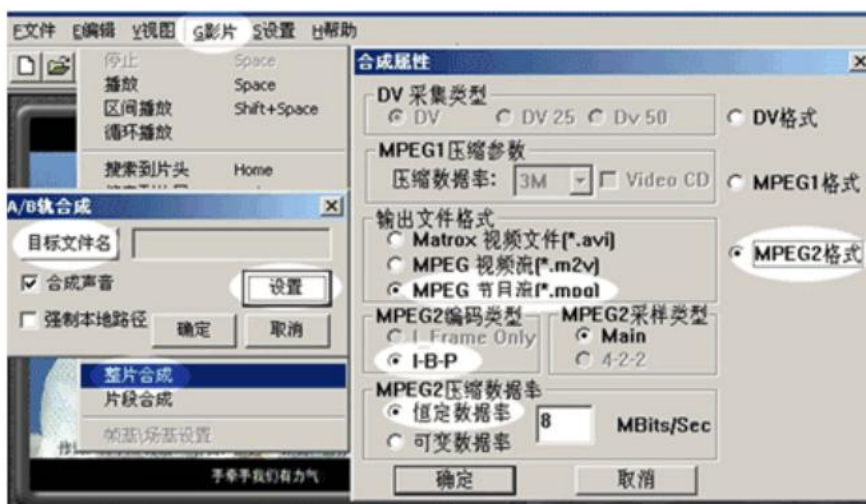 F文件 E编辑 V视图 G影片 S设置 H帮助
停止 Space
播放 Space
区间播放 Shift+Space
循环播放
搜索到片头 Home
A/B轨合成
目标文件名
合成声音
设置
强制本地路径
确定
取消
整片合成
片段合成
帧基\场基设置
手牵手我们有力气
合成属性
DV 采集类型
DV DV 25 Dv 50
DV格式
MPEG1压缩参数
压缩数据率: 3M Video CD
MPEG1格式
输出文件格式
Matrox 视频文件(*.avi)
MPEG 视频流(*.m2v)
MPEG 节目流(*.mpg)
MPEG2格式
MPEG2编码类型
I Frame Only
I-B-P
MPEG2采样类型
Main
4-2-2
MPEG2压缩数据率
恒定数据率 8 MBits/Sec
可变数据率
确定 取消